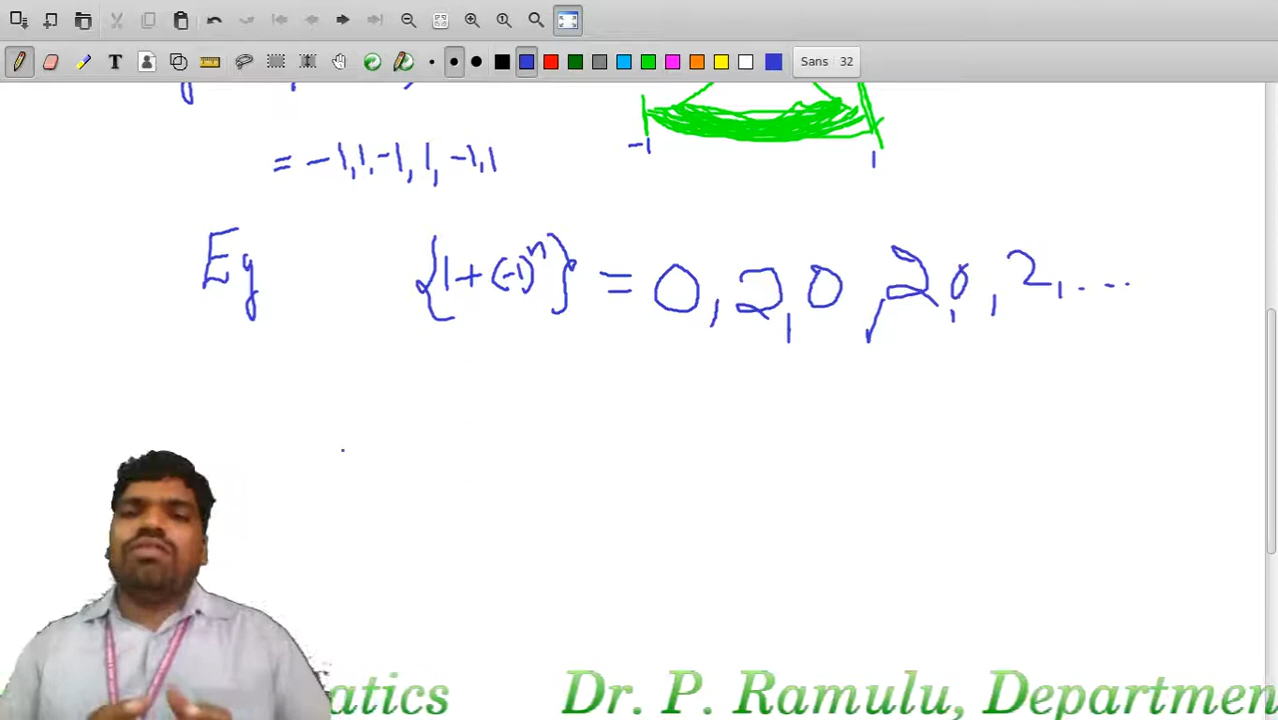 Sans 32
-1 1
= -1,1,-1,1,-1,1
Eg {1+(-1)ⁿ} = 0,2,0,2,0,2,...
atics Dr. P. Ramulu, Departmen